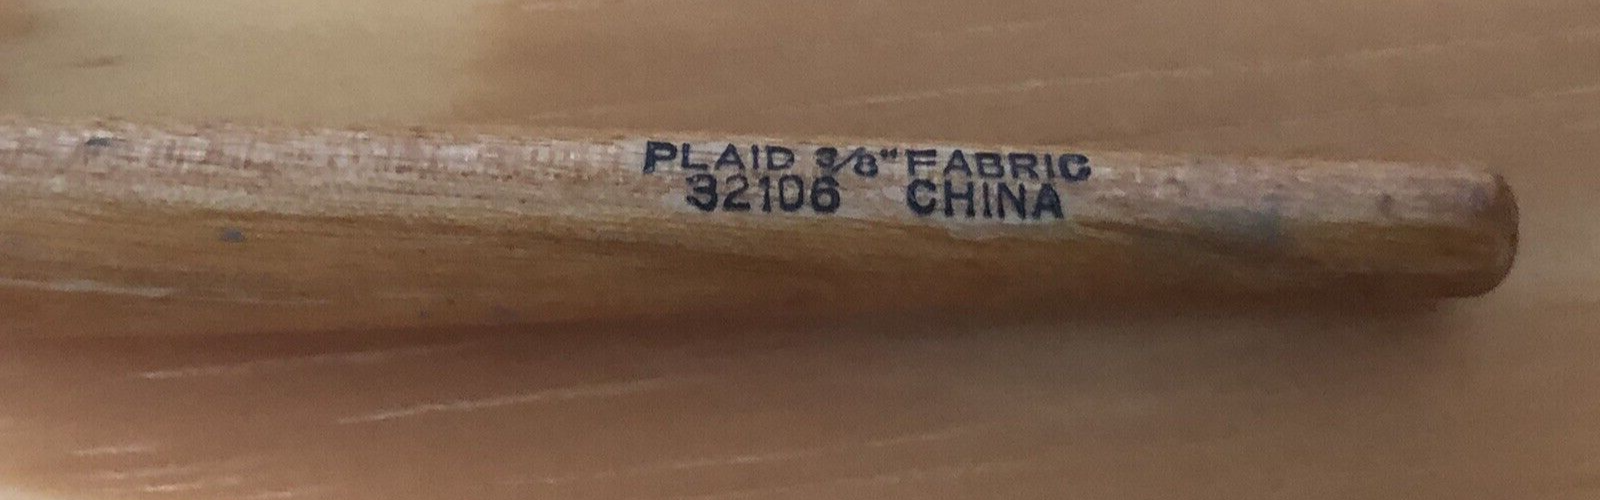 PLAID 3/8" FABRIC
32106 CHINA